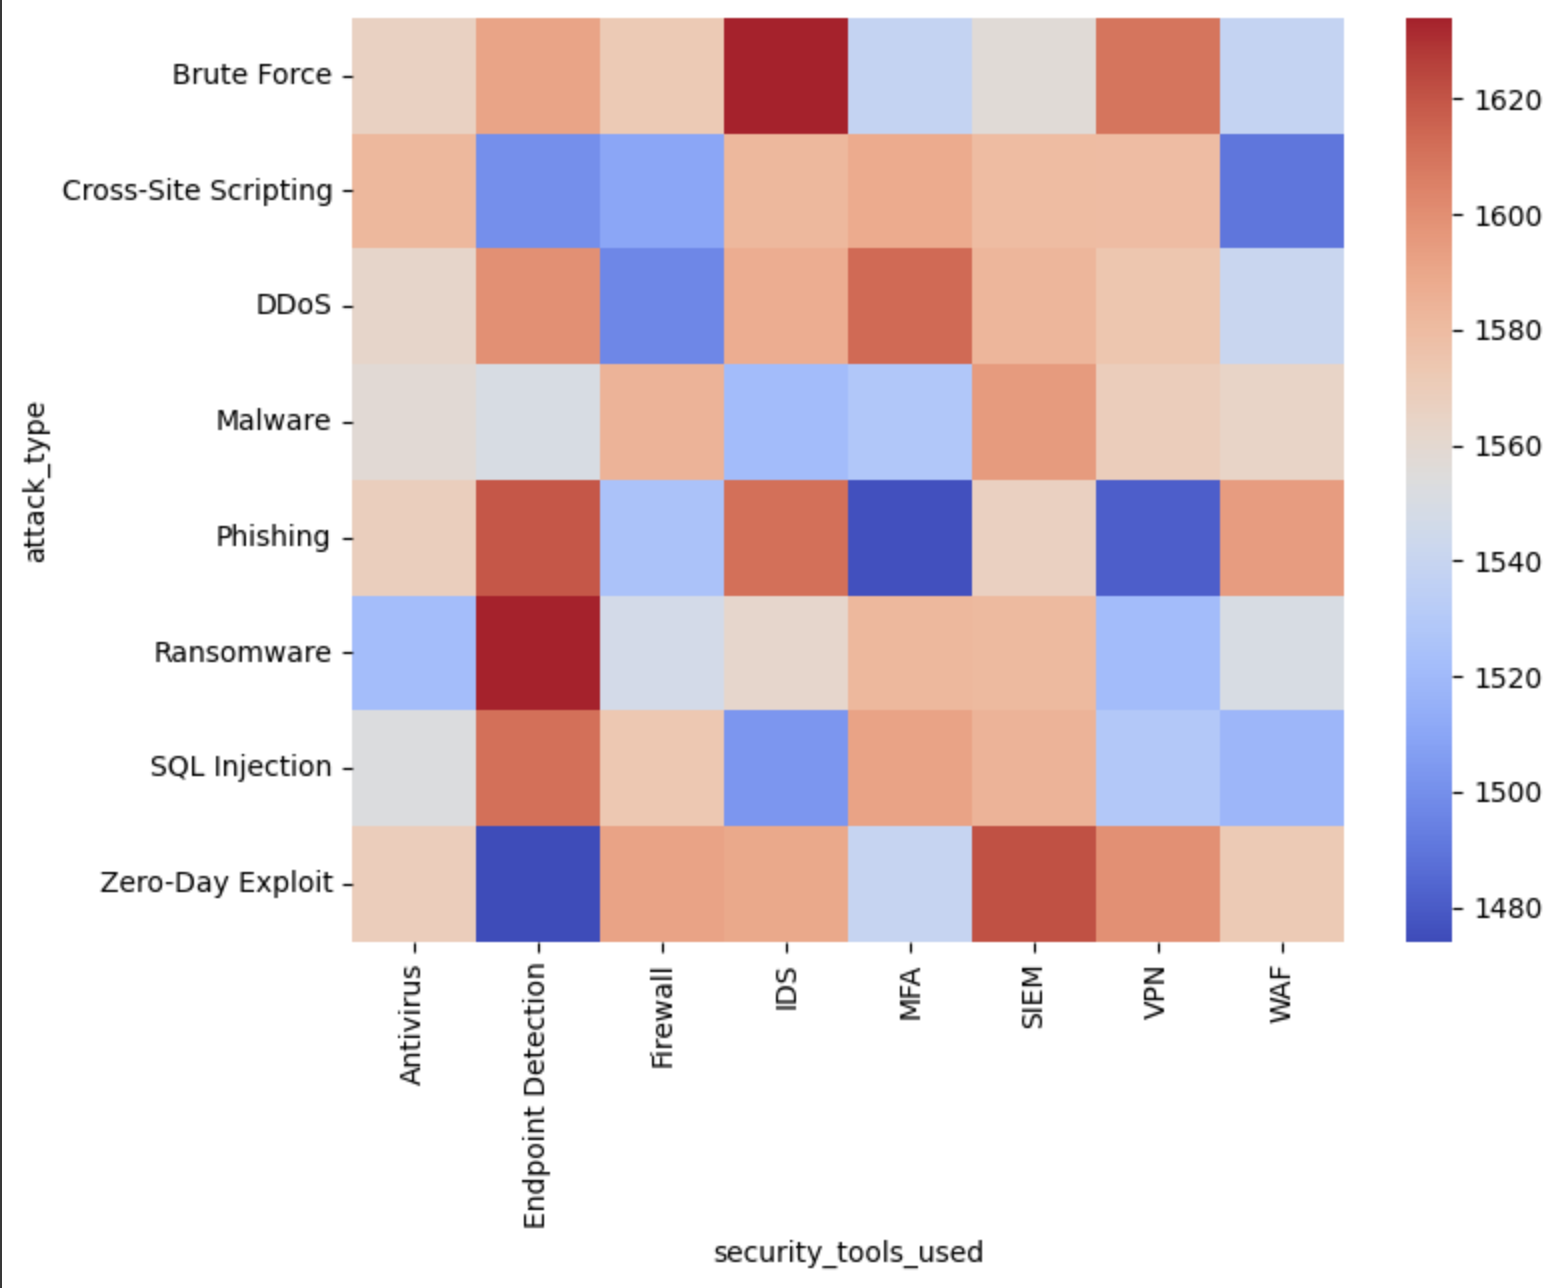 Brute Force
Cross-Site Scripting
DDoS
Malware
Phishing
Ransomware
SQL Injection
Zero-Day Exploit
attack_type
Antivirus
Endpoint Detection
Firewall
IDS
MFA
SIEM
VPN
WAF
security_tools_used
1620
1600
1580
1560
1540
1520
1500
1480